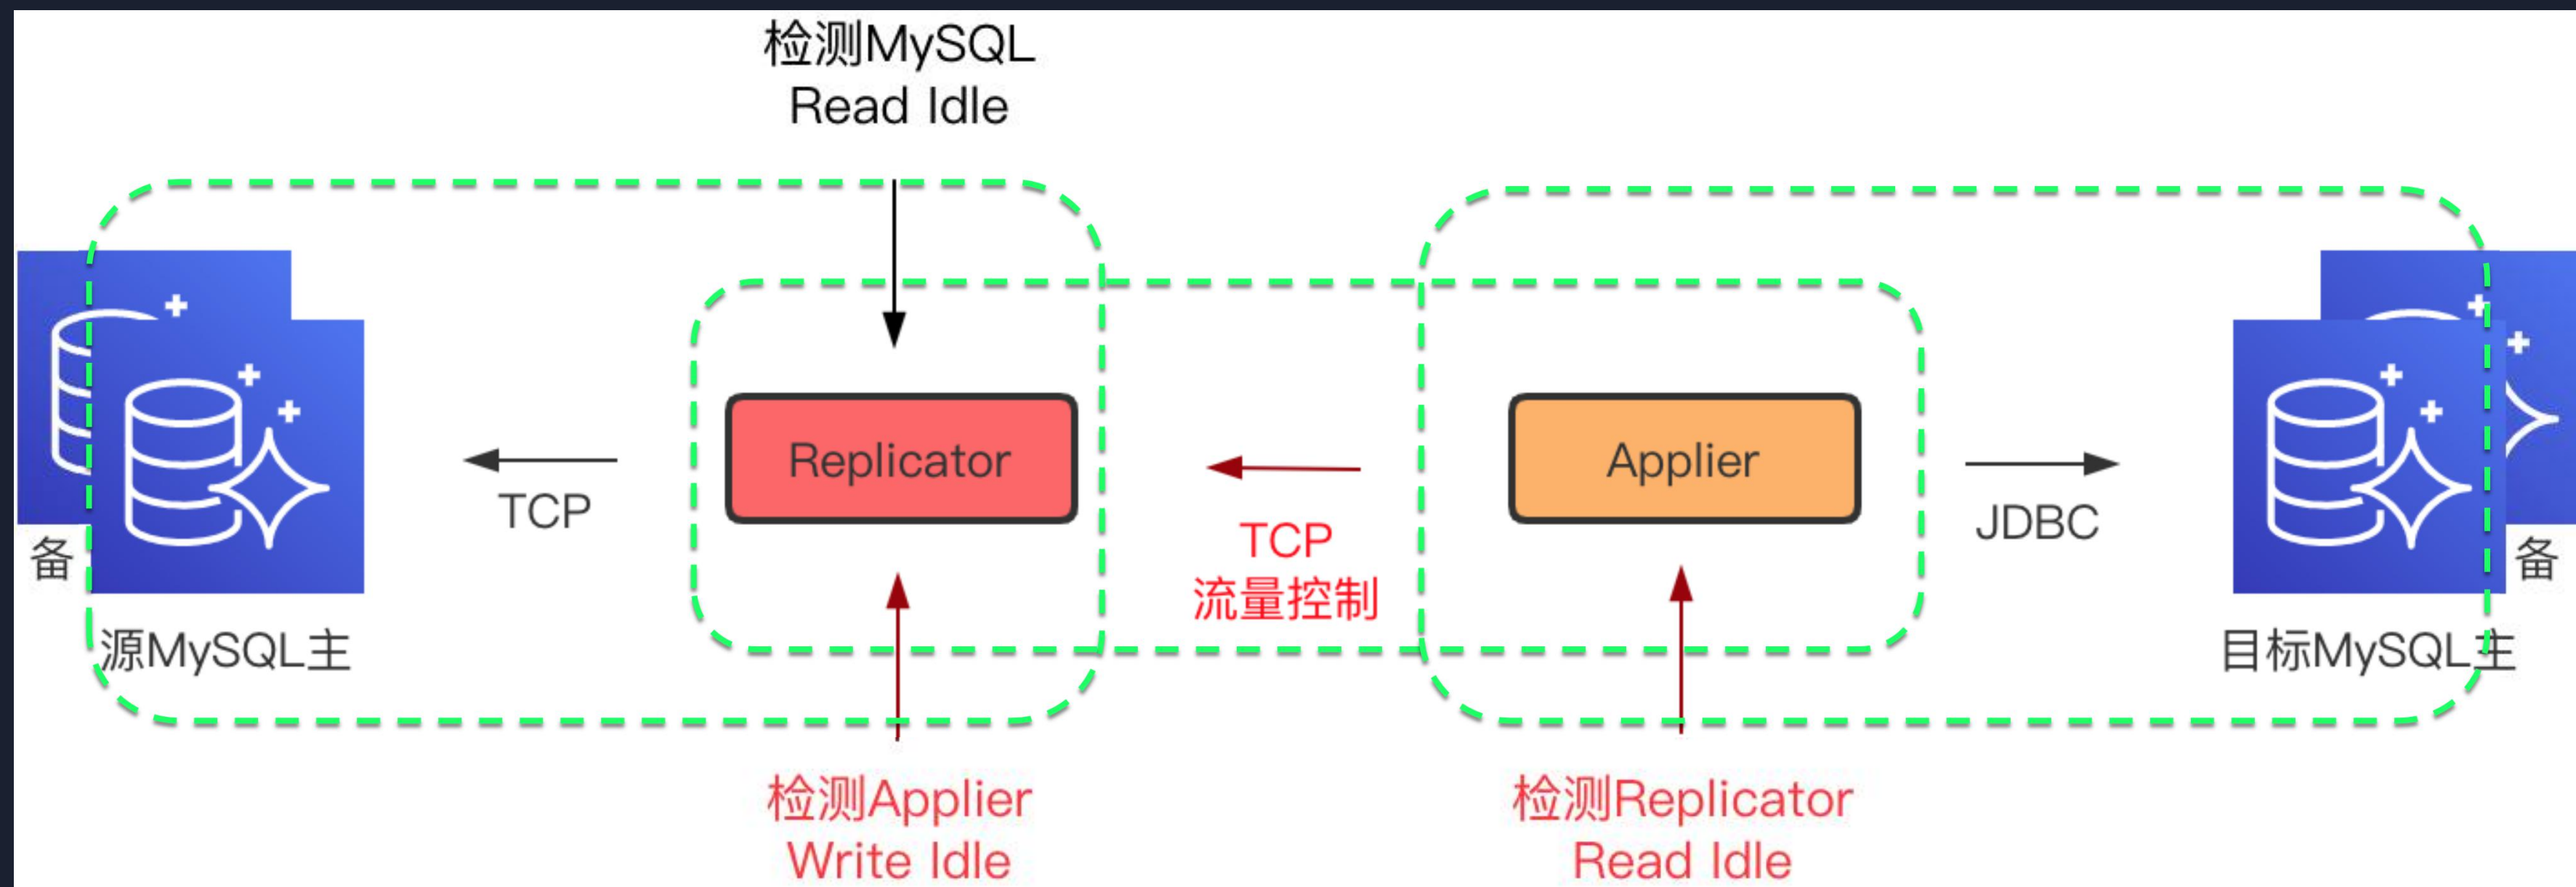 检测MySQL
Read Idle
Replicator
Applier
TCP
TCP
流量控制
JDBC
备
备
源MySQL主
目标MySQL主
检测Applier
Write Idle
检测Replicator
Read Idle